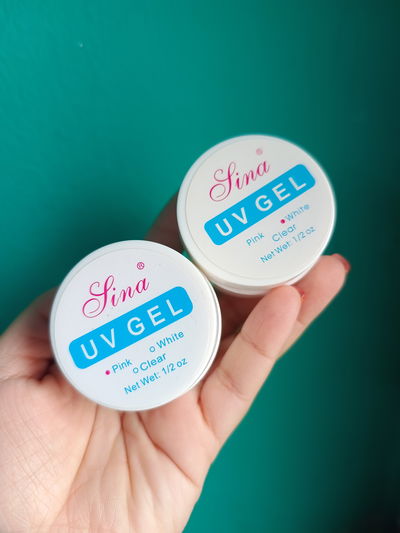 Sina®
UV GEL
Pink White
Clear
Net Wet: 1/2 oz
Sina®
UV GEL
Pink White
Clear
Net Wet: 1/2 oz